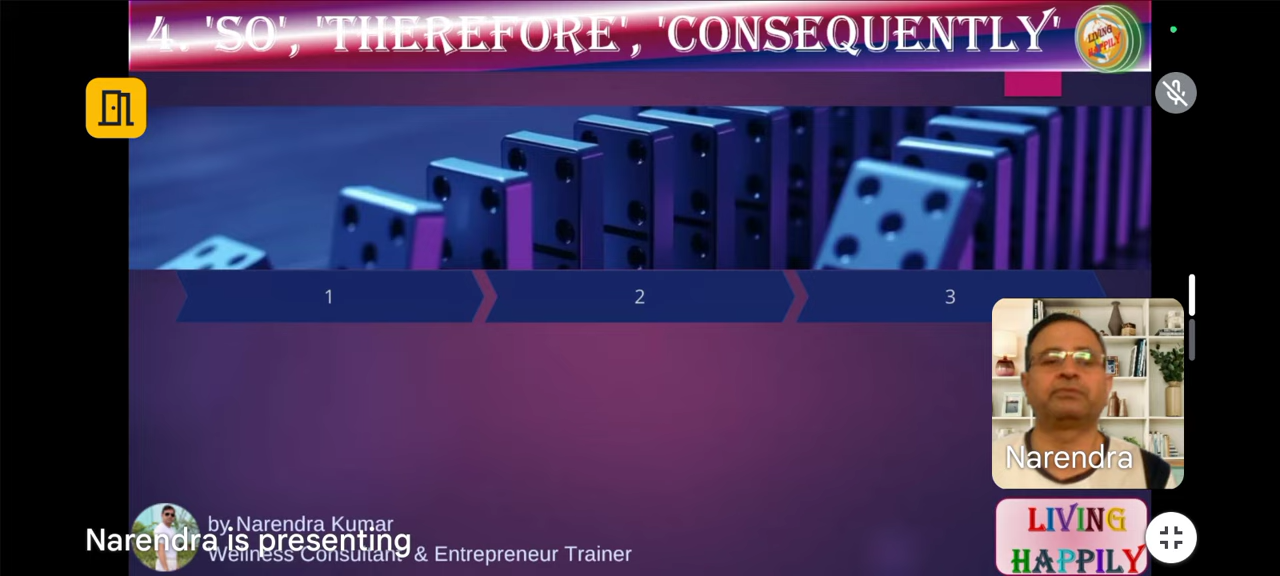 4. 'SO', 'THEREFORE', 'CONSEQUENTLY'
LIVING
HAPPILY
1
2
3
Narendra
by Narendra Kumar
Narendra is presenting
Wellness Consultant & Entrepreneur Trainer
LIVING
HAPPILY